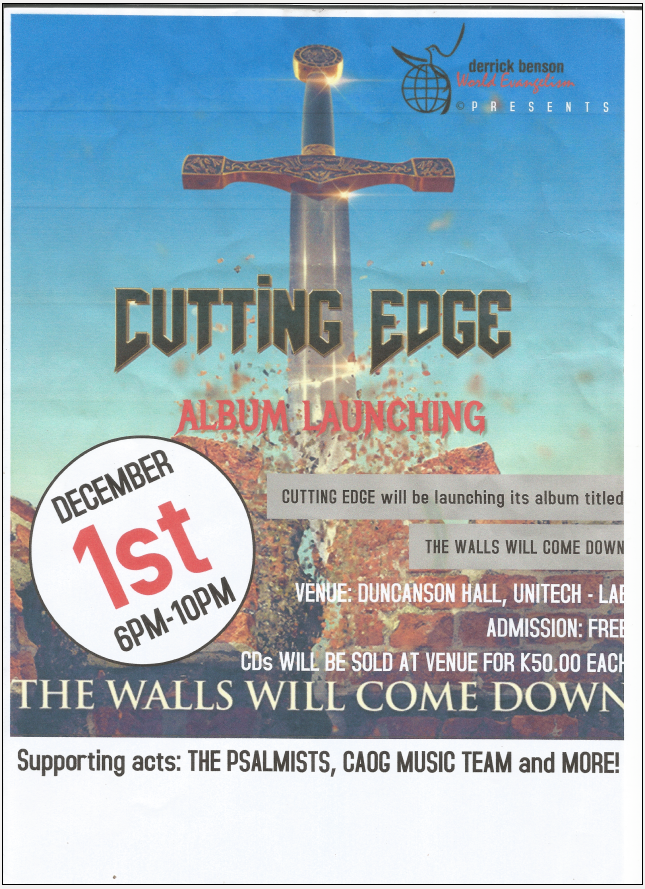 derrick benson
World Evangelism
© PRESENTS
CUTTING EDGE
ALBUM LAUNCHING
DECEMBER
1st
6PM-10PM
CUTTING EDGE will be launching its album titled
THE WALLS WILL COME DOWN
VENUE: DUNCANSON HALL, UNITECH - LAE
ADMISSION: FREE
CDs WILL BE SOLD AT VENUE FOR K50.00 EACH
THE WALLS WILL COME DOWN
Supporting acts: THE PSALMISTS, CAOG MUSIC TEAM and MORE!